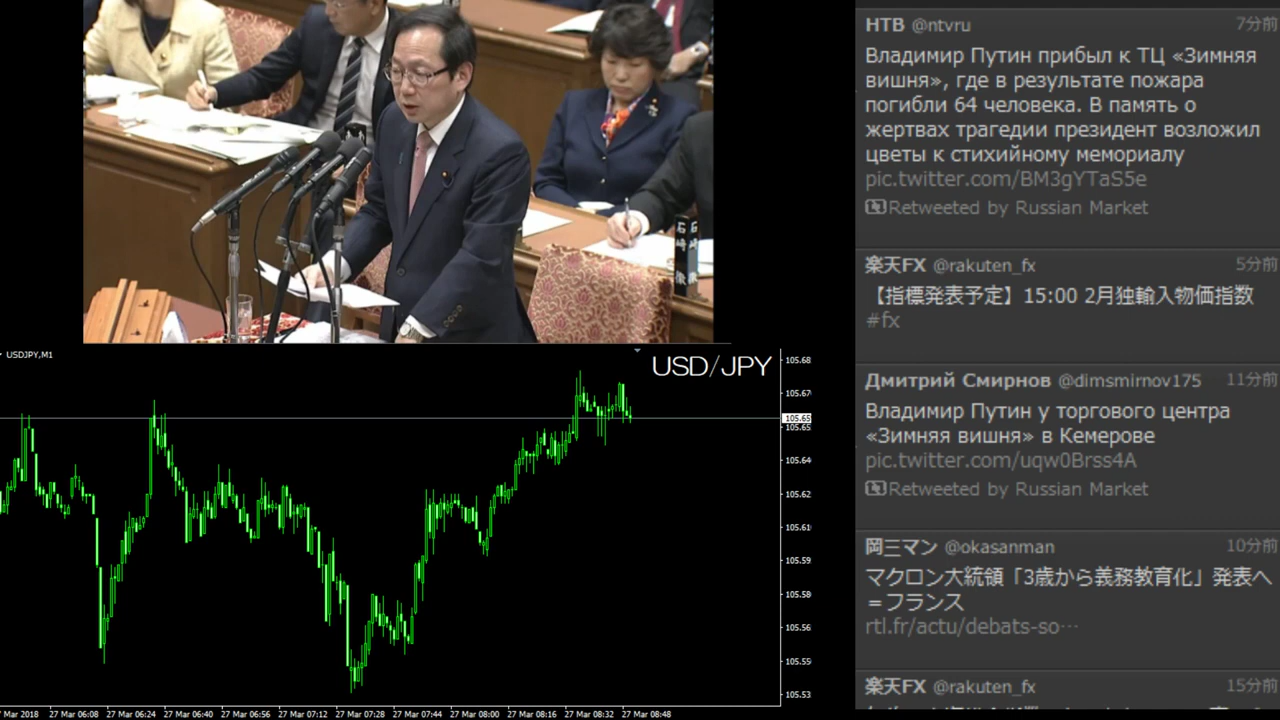 石崎 徹
石崎 徹
USDJPY,M1
USD/JPY
105.68
105.67
105.65
105.65
105.64
105.62
105.61
105.59
105.58
105.56
105.55
105.53
Mar 2018
27 Mar 06:08
27 Mar 06:24
27 Mar 06:40
27 Mar 06:56
27 Mar 07:12
27 Mar 07:28
27 Mar 07:44
27 Mar 08:00
27 Mar 08:16
27 Mar 08:32
27 Mar 08:48
НТВ @ntvru 7分前
Владимир Путин прибыл к ТЦ «Зимняя
вишня», где в результате пожара
погибли 64 человека. В память о
жертвах трагедии президент возложил
цветы к стихийному мемориалу
pic.twitter.com/BM3gYTaS5e
Retweeted by Russian Market
楽天FX @rakuten_fx 5分前
【指標発表予定】15:00 2月独輸入物価指数
#fx
Дмитрий Смирнов @dimsmirnov175 11分前
Владимир Путин у торгового центра
«Зимняя вишня» в Кемерове
pic.twitter.com/uqw0Brss4A
Retweeted by Russian Market
岡三マン @okasanman 10分前
マクロン大統領「3歳から義務教育化」発表へ
＝フランス
rtl.fr/actu/debats-so…
楽天FX @rakuten_fx 15分前